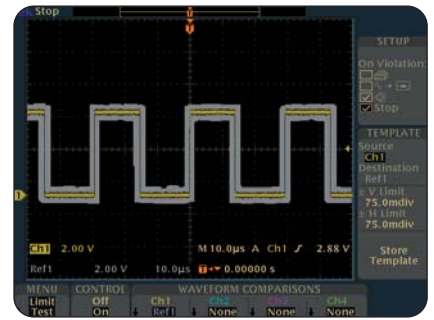 Stop
SETUP
On Violation:
Stop
TEMPLATE
Source
Ch1
Destination
Ref1
± V Limit
75.0mdiv
± H Limit
75.0mdiv
Store
Template
1
Ch1 2.00 V M 10.0µs A Ch1 2.88 V
Ref1 2.00 V 10.0µs 0.00000 s
MENU CONTROL WAVEFORM COMPARISONS
Limit Off Ch1 Ch2 Ch3 Ch4
Test On Ref1 None None None